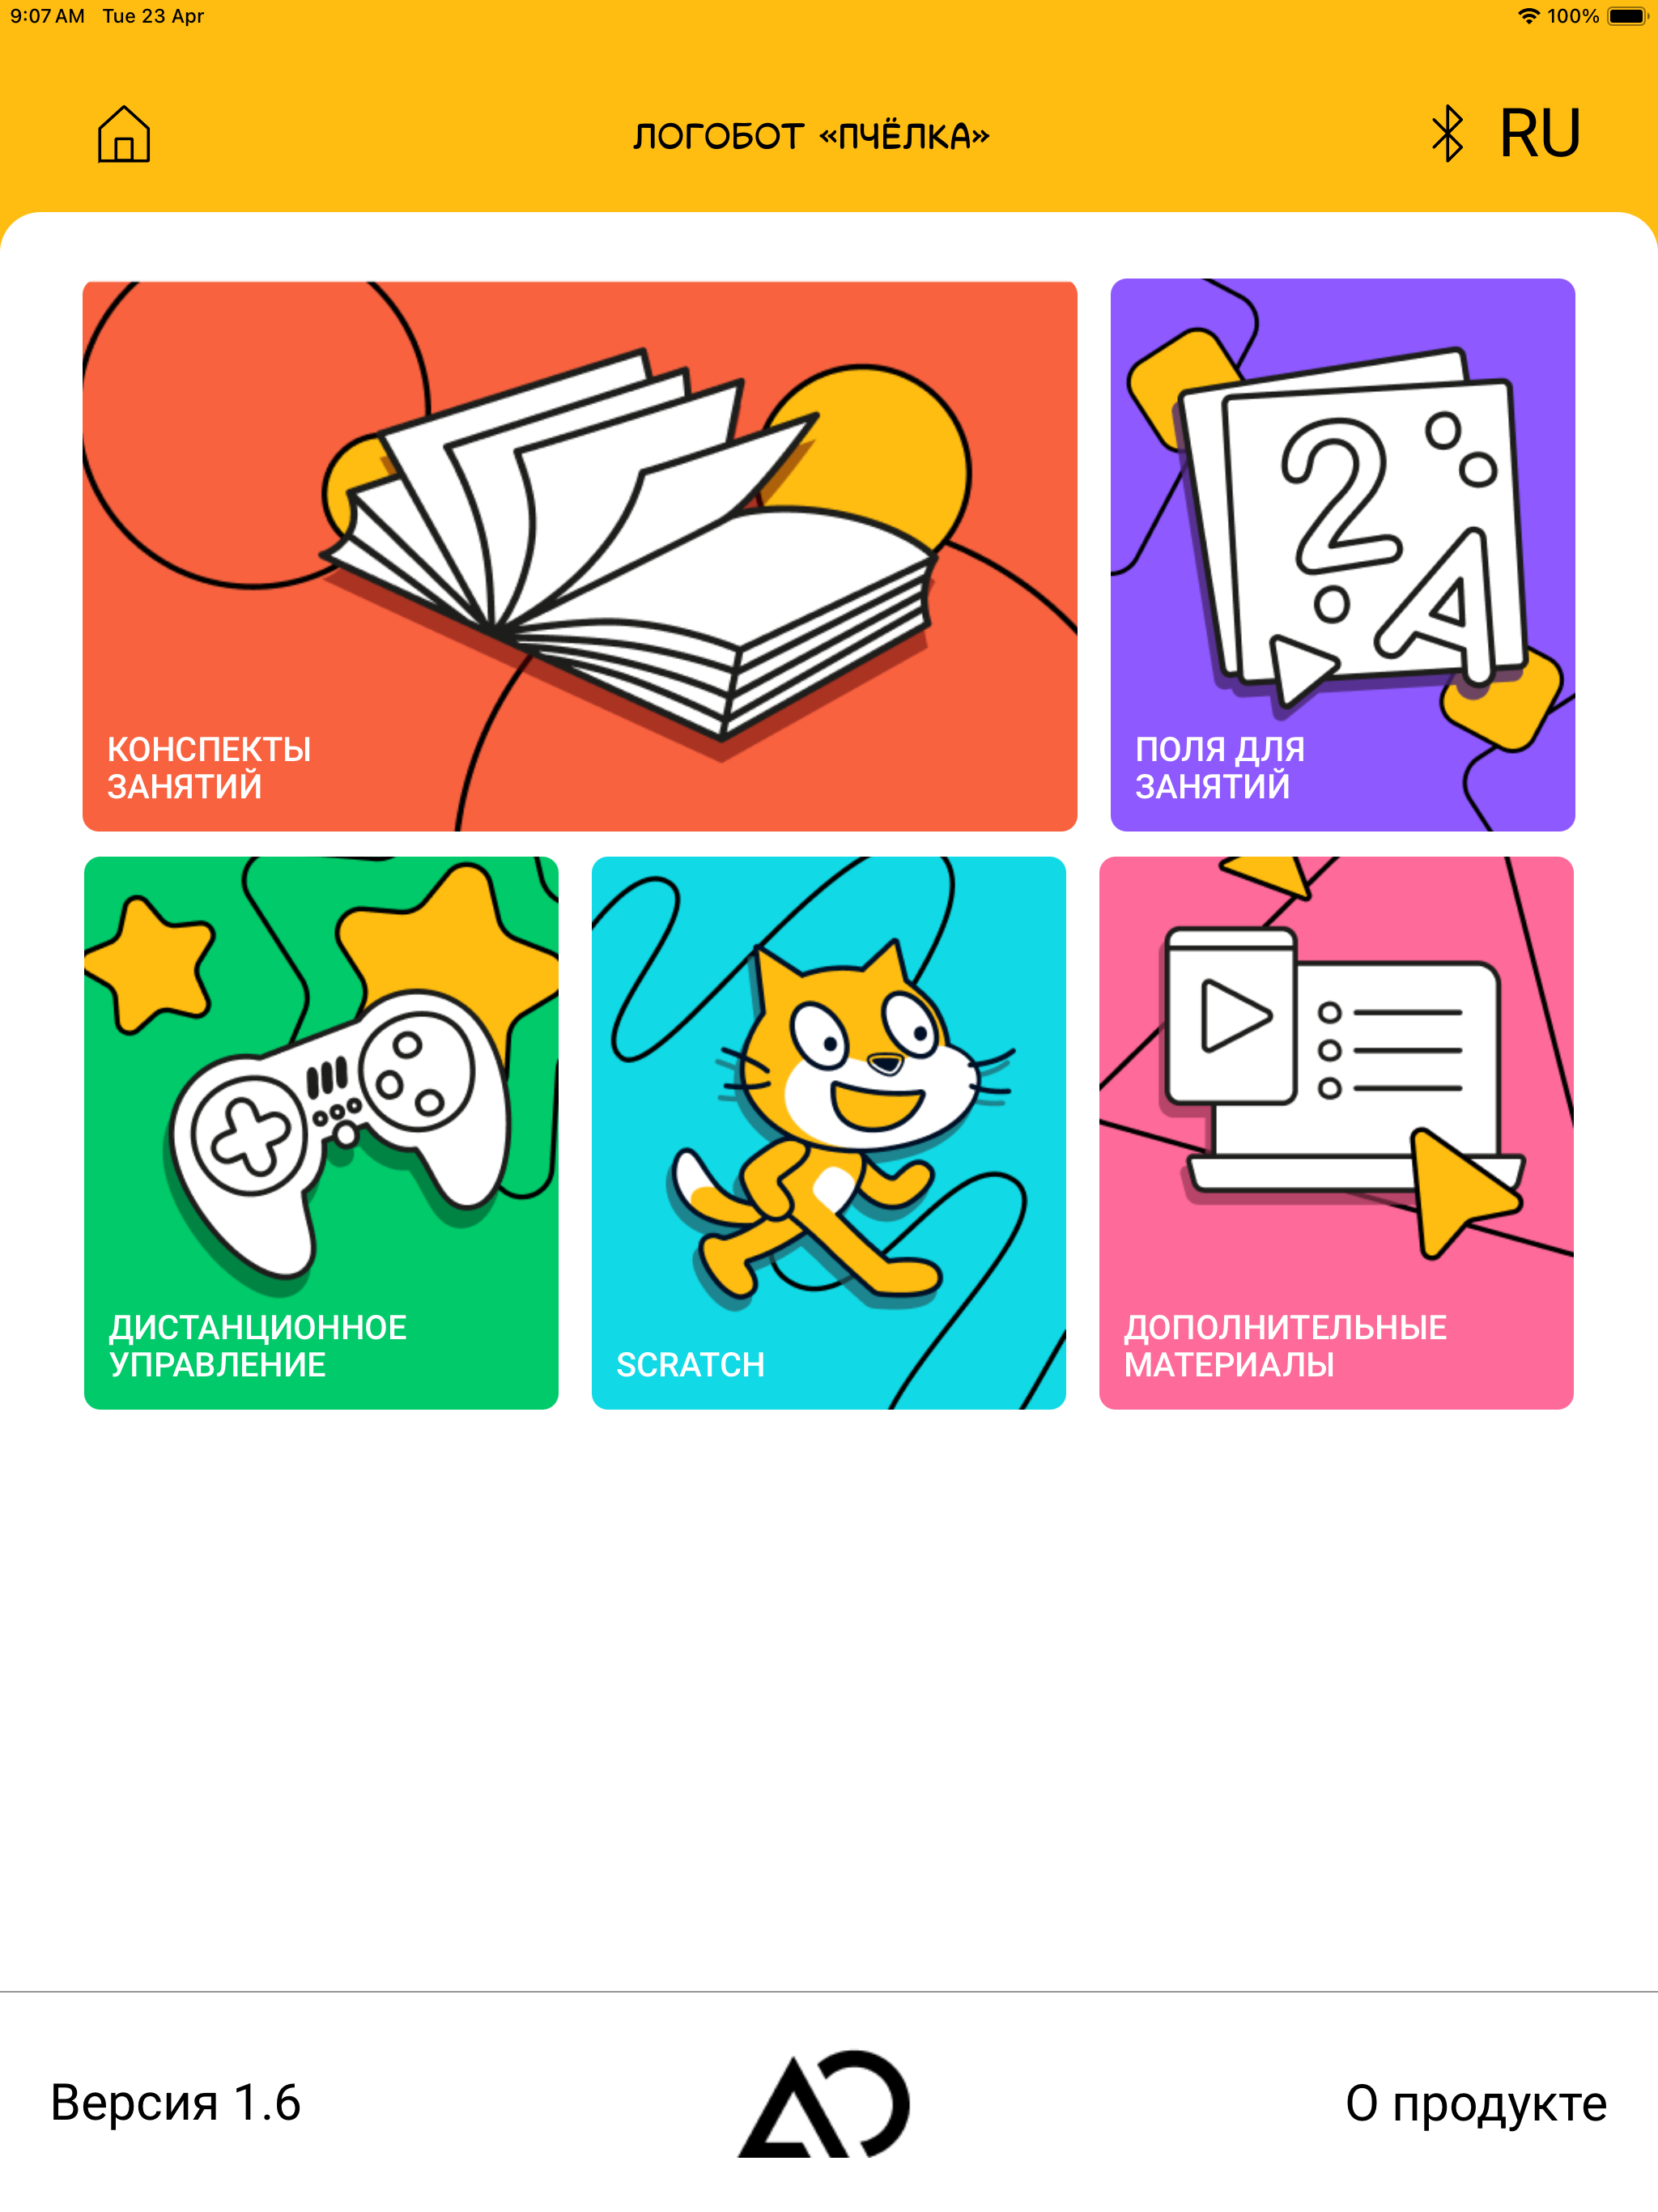 9:07 AM Tue 23 Apr
100%
ЛОГОБОТ «ПЧЁЛКА»
RU
КОНСПЕКТЫ
ЗАНЯТИЙ
2
A
ПОЛЯ ДЛЯ
ЗАНЯТИЙ
ДИСТАНЦИОННОЕ
УПРАВЛЕНИЕ
SCRATCH
ДОПОЛНИТЕЛЬНЫЕ
МАТЕРИАЛЫ
Версия 1.6
О продукте